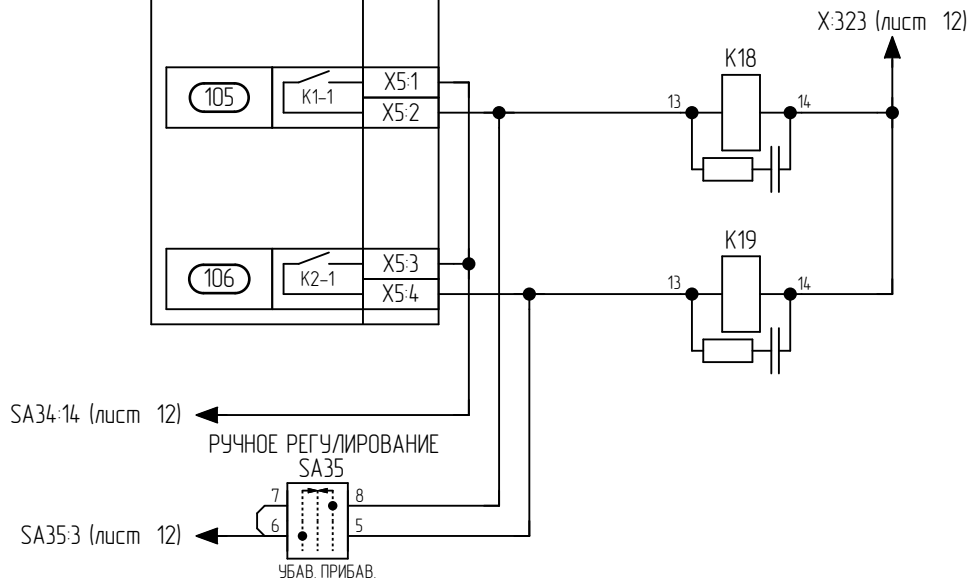 X:323 (лист 12)
K18
105
K1-1
X5:1
X5:2
13
14
K19
106
K2-1
X5:3
X5:4
13
14
SA34:14 (лист 12)
РУЧНОЕ РЕГУЛИРОВАНИЕ
SA35
7
8
SA35:3 (лист 12)
6
5
УБАВ. ПРИБАВ.